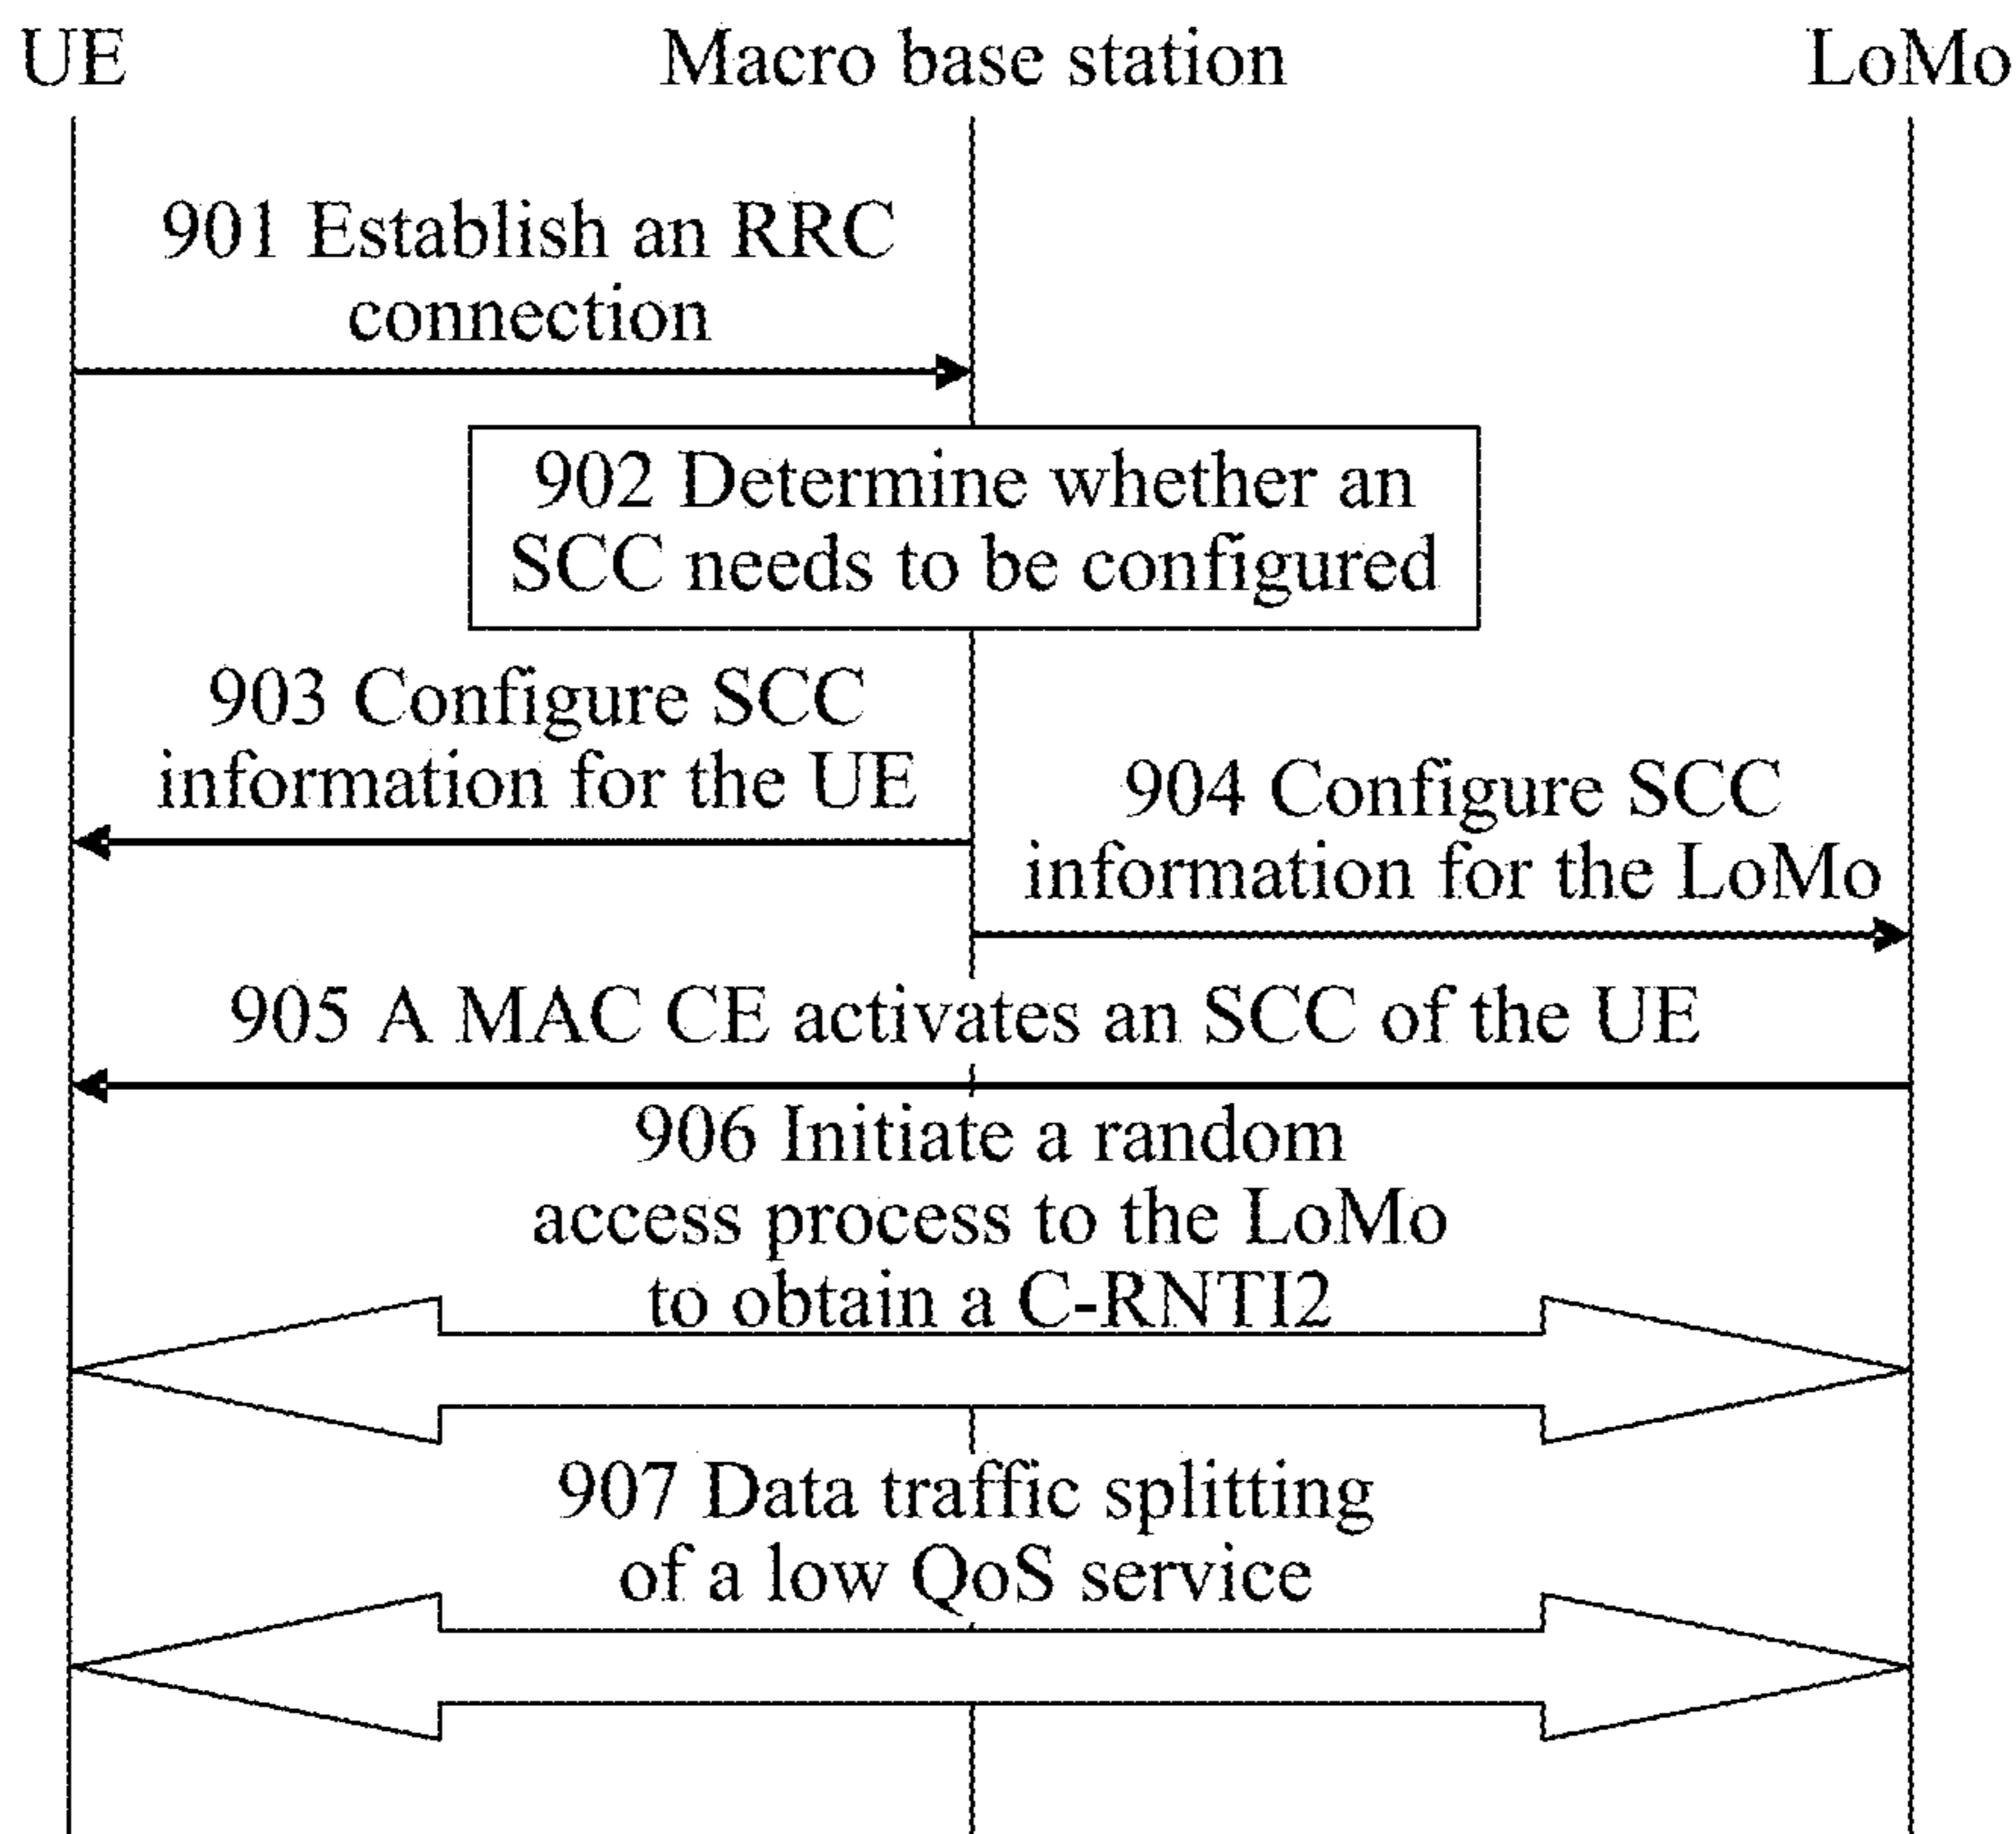 UE
Macro base station
LoMo
901 Establish an RRC
connection
902 Determine whether an
SCC needs to be configured
903 Configure SCC
information for the UE
904 Configure SCC
information for the LoMo
905 A MAC CE activates an SCC of the UE
906 Initiate a random
access process to the LoMo
to obtain a C-RNTI2
907 Data traffic splitting
of a low QoS service